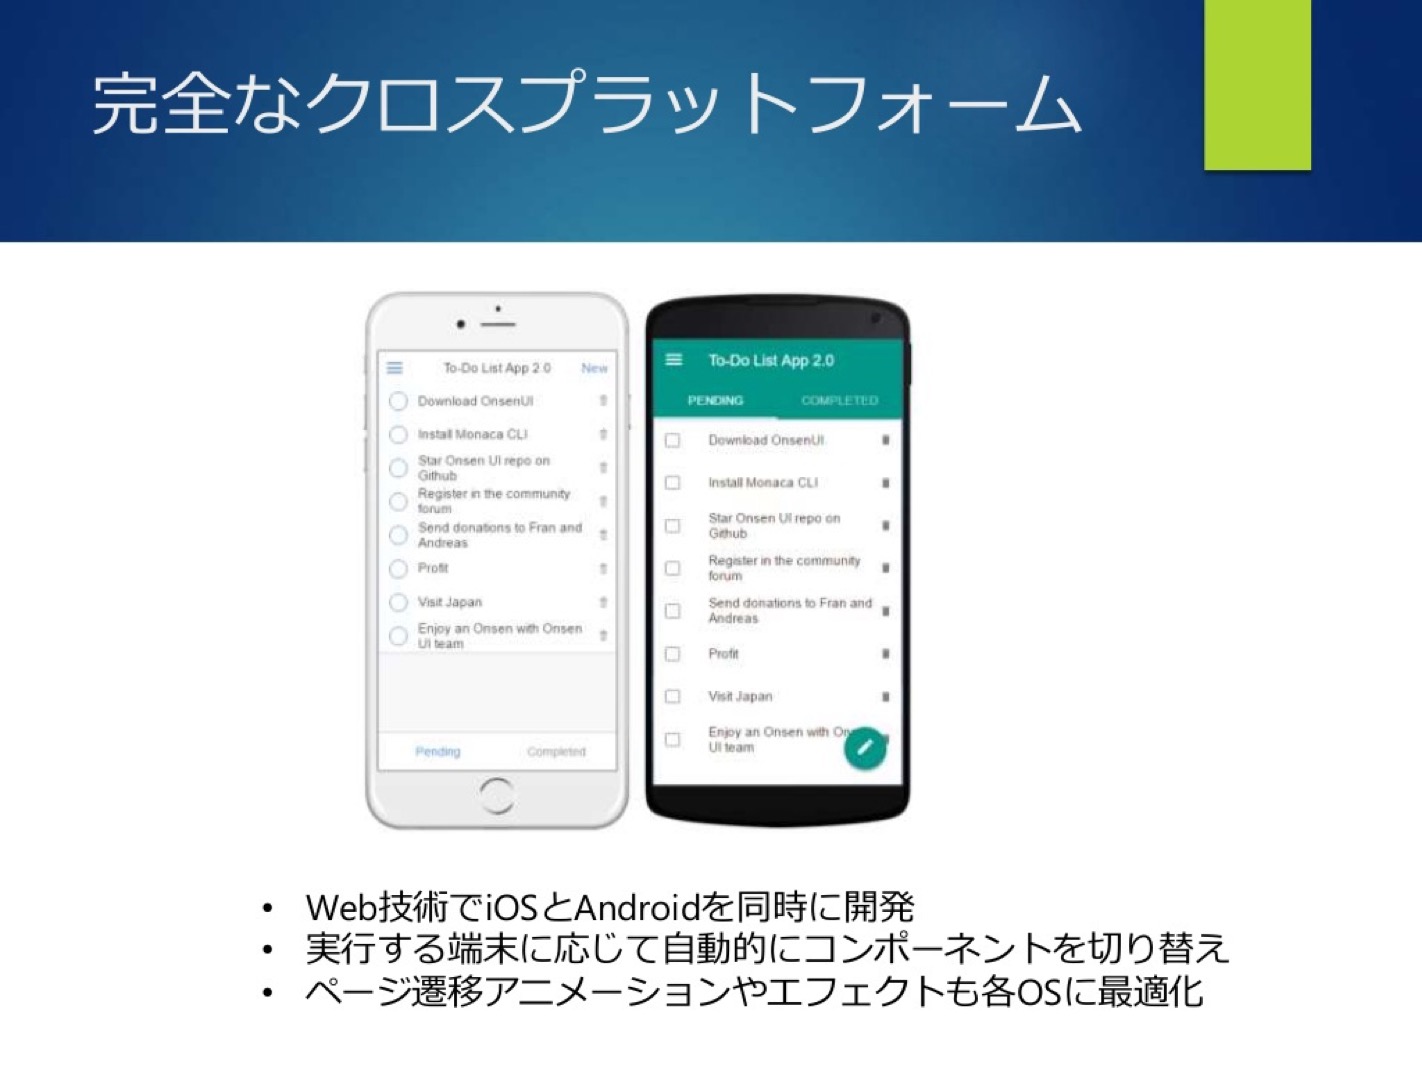 完全なクロスプラットフォーム
To-Do List App 2.0
New
Download OnsenUI
Install Monaca CLI
Star Onsen UI repo on
Github
Register in the community
forum
Send donations to Fran and
Andreas
Profit
Visit Japan
Enjoy an Onsen with Onsen
UI team
Pending
Completed
To-Do List App 2.0
PENDING
COMPLETED
Download OnsenUI
Install Monaca CLI
Star Onsen UI repo on
Github
Register in the community
forum
Send donations to Fran and
Andreas
Profit
Visit Japan
Enjoy an Onsen with On
UI team
• Web技術でiOSとAndroidを同時に開発
• 実行する端末に応じて自動的にコンポーネントを切り替え
• ページ遷移アニメーションやエフェクトも各OSに最適化